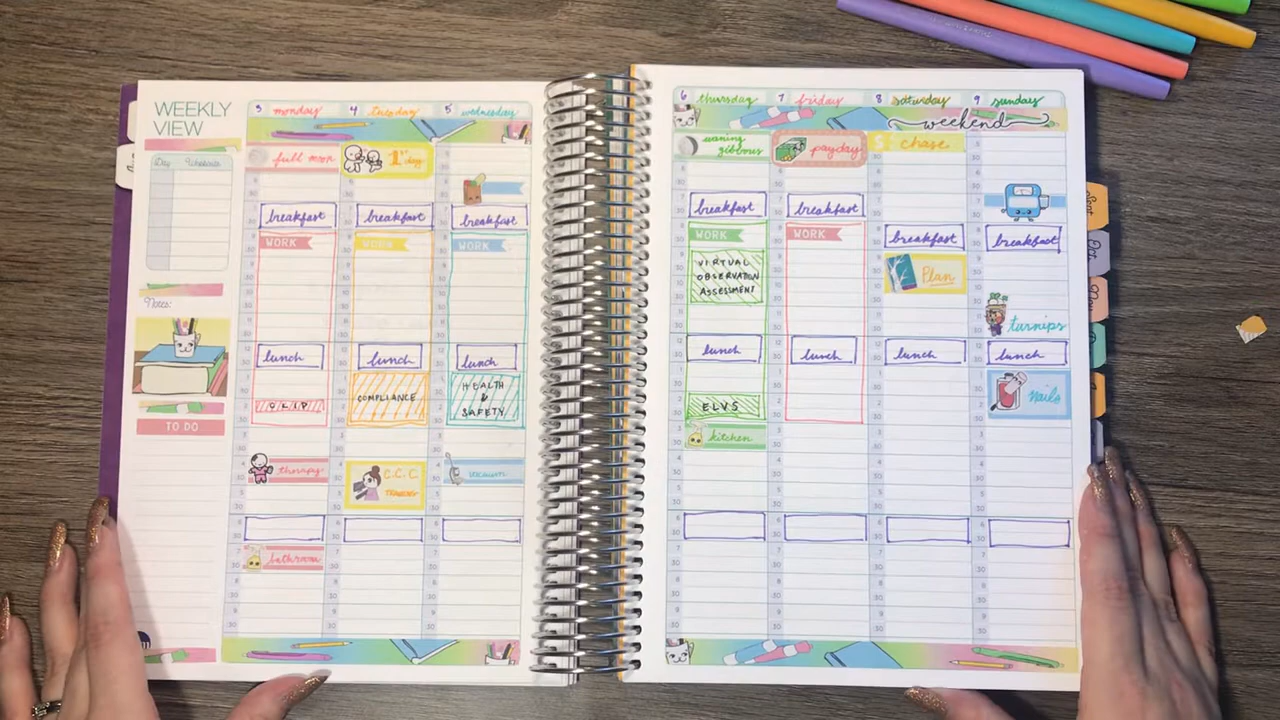 WEEKLY
VIEW
3 monday 4 tuesday 5 wednesday
full moon
1st day
breakfast breakfast breakfast
WORK WORK WORK
Notes:
lunch lunch lunch
COMPLIANCE
HEALTH
&
SAFETY
TO DO
therapy
C.C.C.
vacuum
bathroom
6 thursday 7 friday 8 saturday 9 sunday
weekend
waning
gibbous
payday
chase
breakfast breakfast breakfast breakfast
WORK WORK
VIRTUAL
OBSERVATION
ASSESSMENT
Plan
turnips
lunch lunch lunch lunch
nails
ELVS
kitchen
Sept
Oct